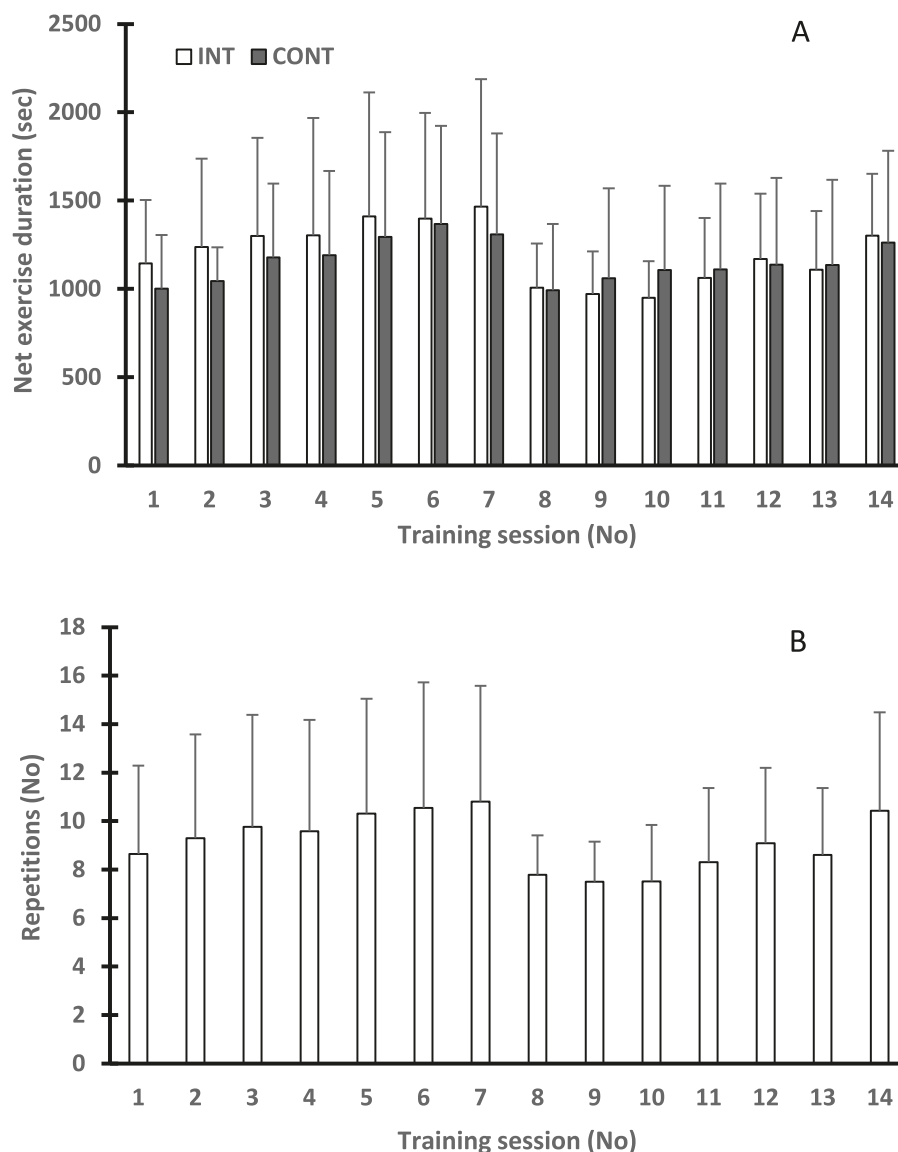 A
INT CONT
Net exercise duration (sec)
2500
2000
1500
1000
500
0
1 2 3 4 5 6 7 8 9 10 11 12 13 14
Training session (No)
B
Repetitions (No)
18
16
14
12
10
8
6
4
2
0
1 2 3 4 5 6 7 8 9 10 11 12 13 14
Training session (No)